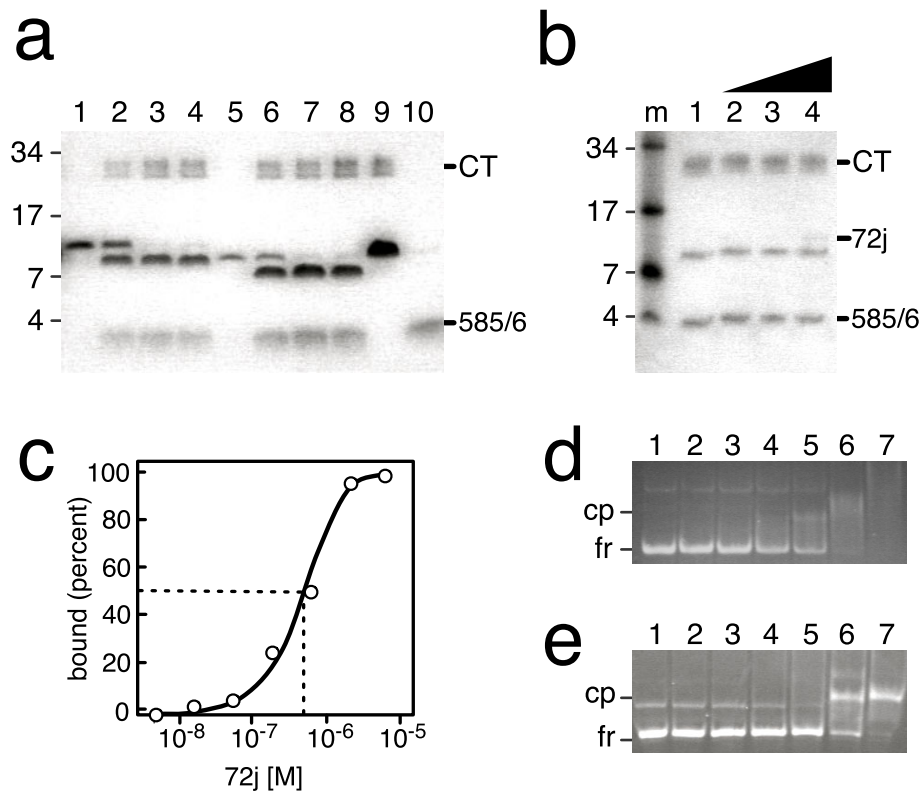 a
1 2 3 4 5 6 7 8 9 10
34
17
7
4
CT
585/6
b
m 1 2 3 4
34
17
7
4
CT
72j
585/6
c
bound (percent)
100
80
60
40
20
0
10-8 10-7 10-6 10-5
72j [M]
d
1 2 3 4 5 6 7
cp
fr
e
1 2 3 4 5 6 7
cp
fr